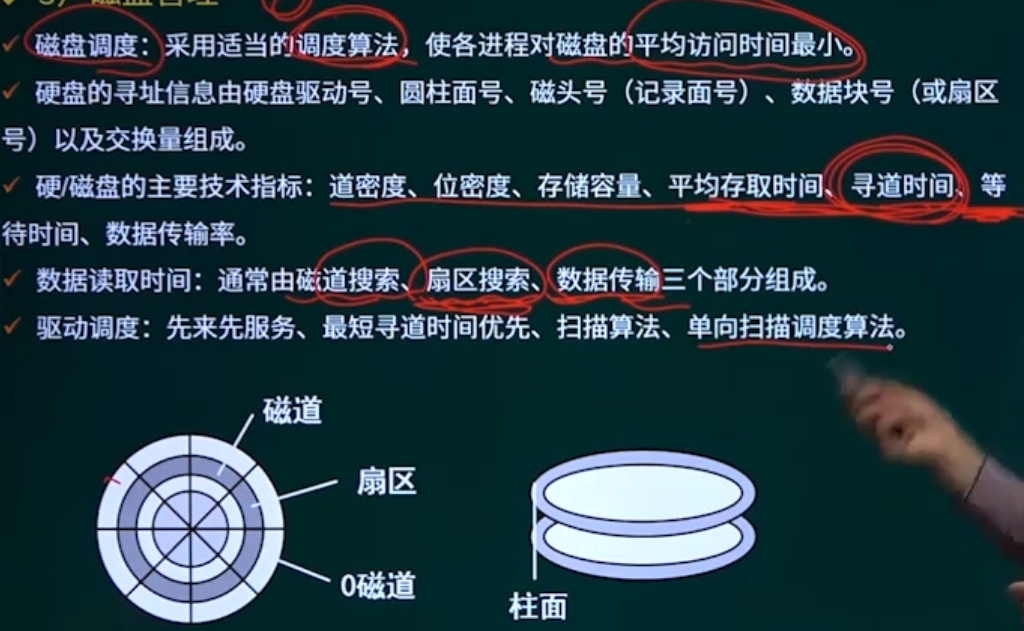 磁盘调度：采用适当的调度算法，使各进程对磁盘的平均访问时间最小。
硬盘的寻址信息由硬盘驱动号、圆柱面号、磁头号（记录面号）、数据块号（或扇区
号）以及交换量组成。
硬/磁盘的主要技术指标：道密度、位密度、存储容量、平均存取时间、寻道时间、等
待时间、数据传输率。
数据读取时间：通常由磁道搜索、扇区搜索、数据传输三个部分组成。
驱动调度：先来先服务、最短寻道时间优先、扫描算法、单向扫描调度算法。
磁道
扇区
0磁道
柱面